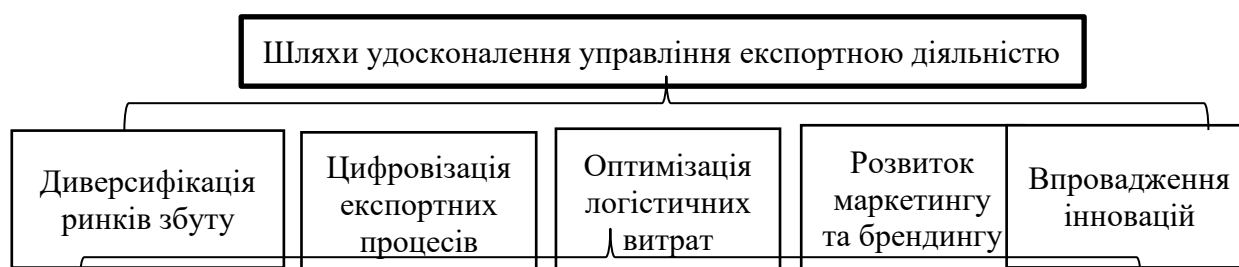 Шляхи удосконалення управління експортною діяльністю
Диверсифікація
ринків збуту
Цифровізація
експортних
процесів
Оптимізація
логістичних
витрат
Розвиток
маркетингу
та брендингу
Впровадження
інновацій